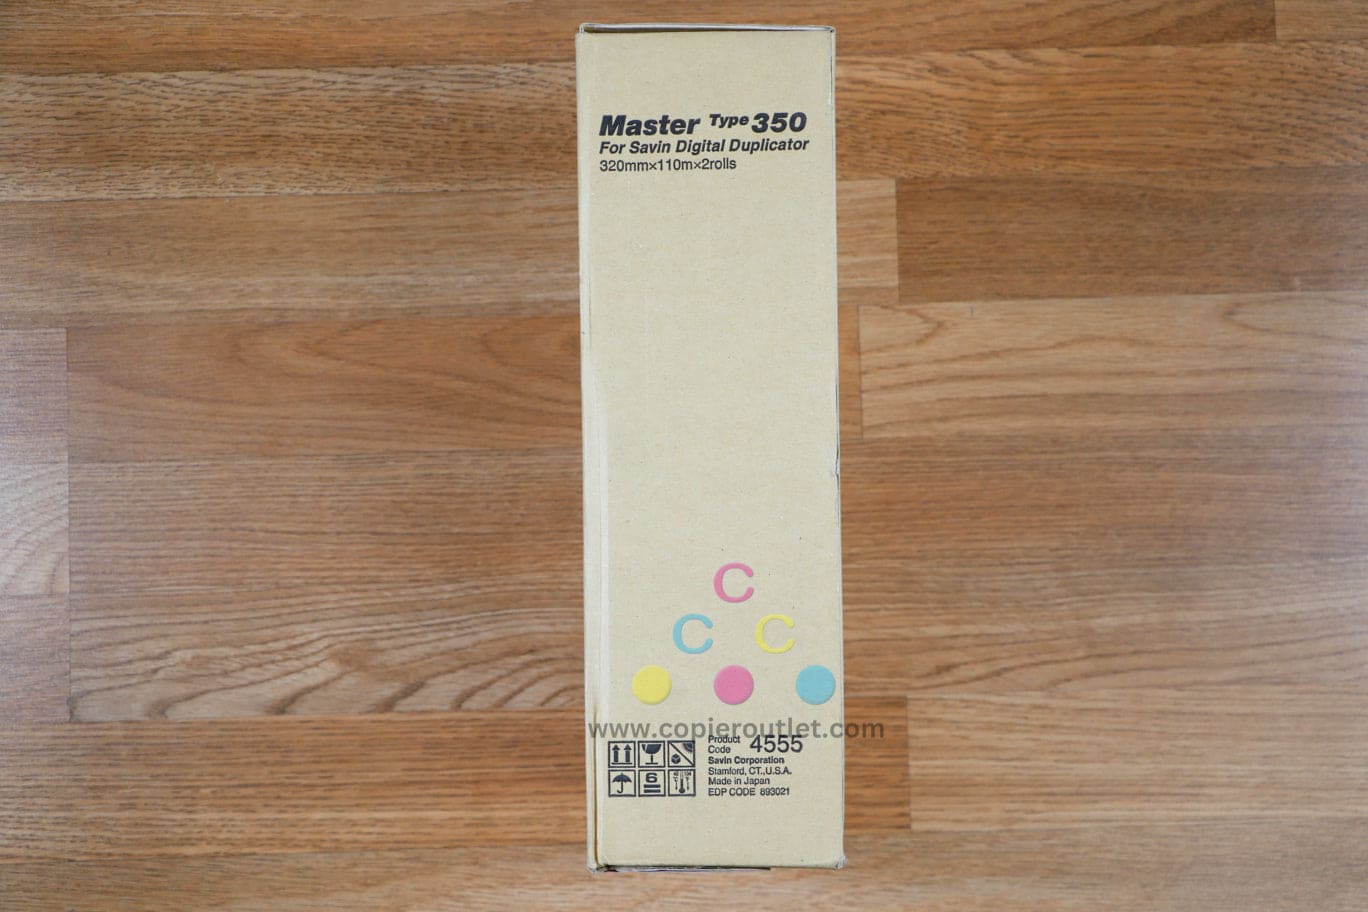 Master Type 350
For Savin Digital Duplicator
320mm×110m×2rolls
C
C C
www.copieroutlet.com
Product
Code 4555
Savin Corporation
Stamford, CT.,U.S.A.
Made in Japan
EDP CODE 893021
6